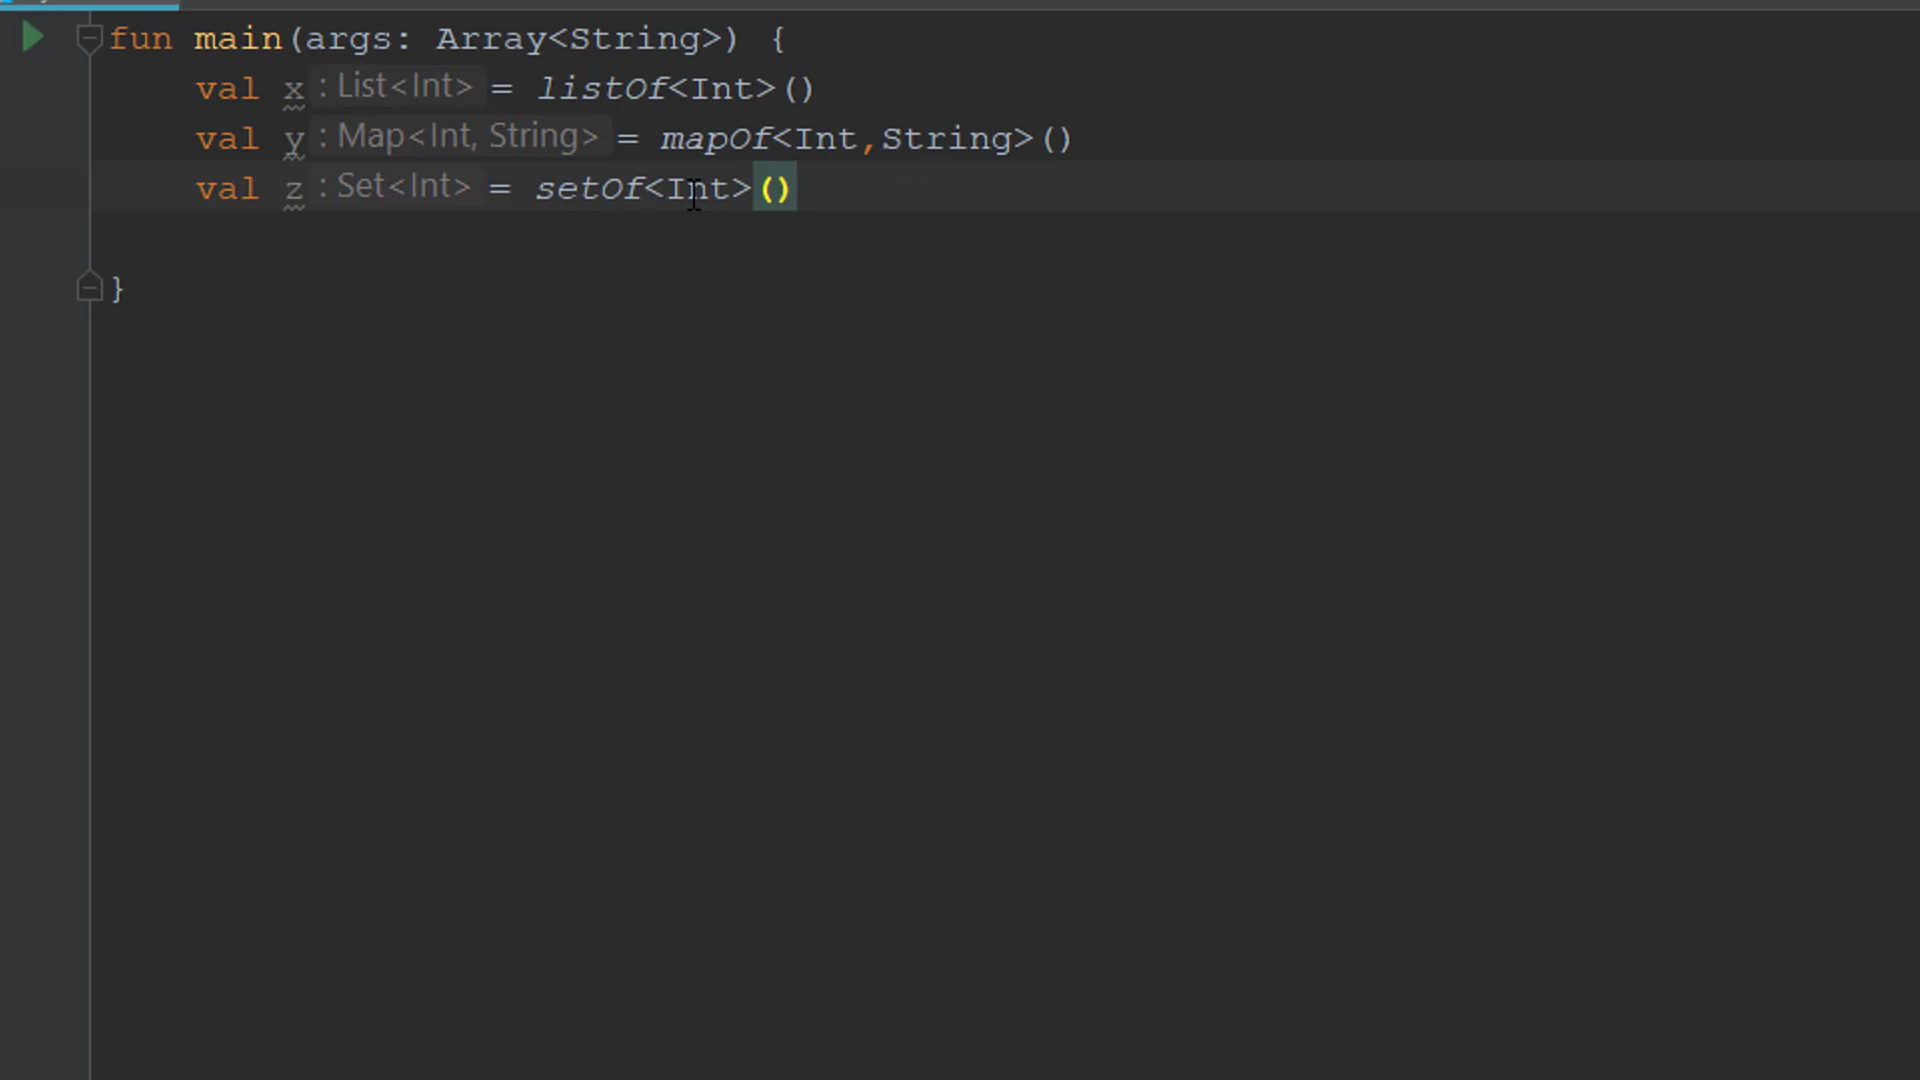 fun main(args: Array<String>) {
val x : List<Int> = listOf<Int>()
val y : Map<Int, String> = mapOf<Int,String>()
val z : Set<Int> = setOf<Int>()
}